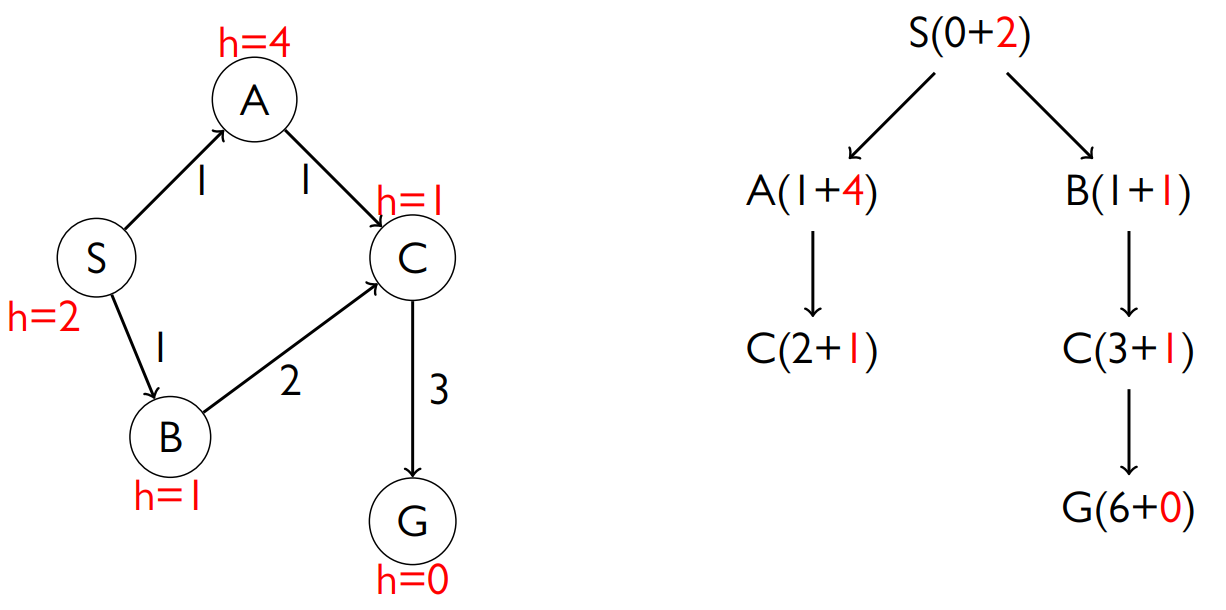 h=4
A
1
1
h=1
S
C
h=2
1
2
3
B
h=1
G
h=0
S(0+2)
A(1+4)
B(1+1)
C(2+1)
C(3+1)
G(6+0)